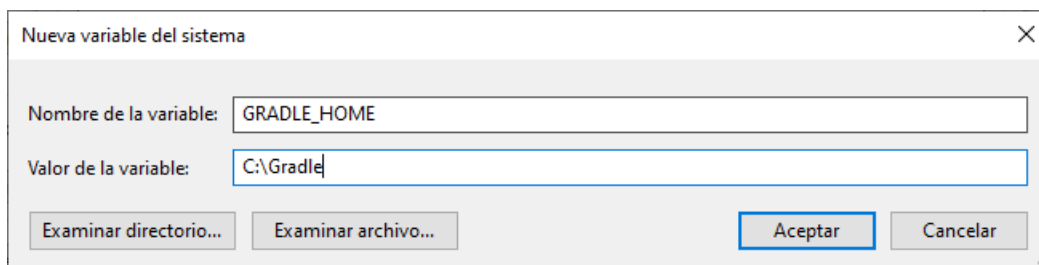 Nueva variable del sistema
Nombre de la variable: GRADLE_HOME
Valor de la variable: C:\Gradle
Examinar directorio... Examinar archivo... Aceptar Cancelar